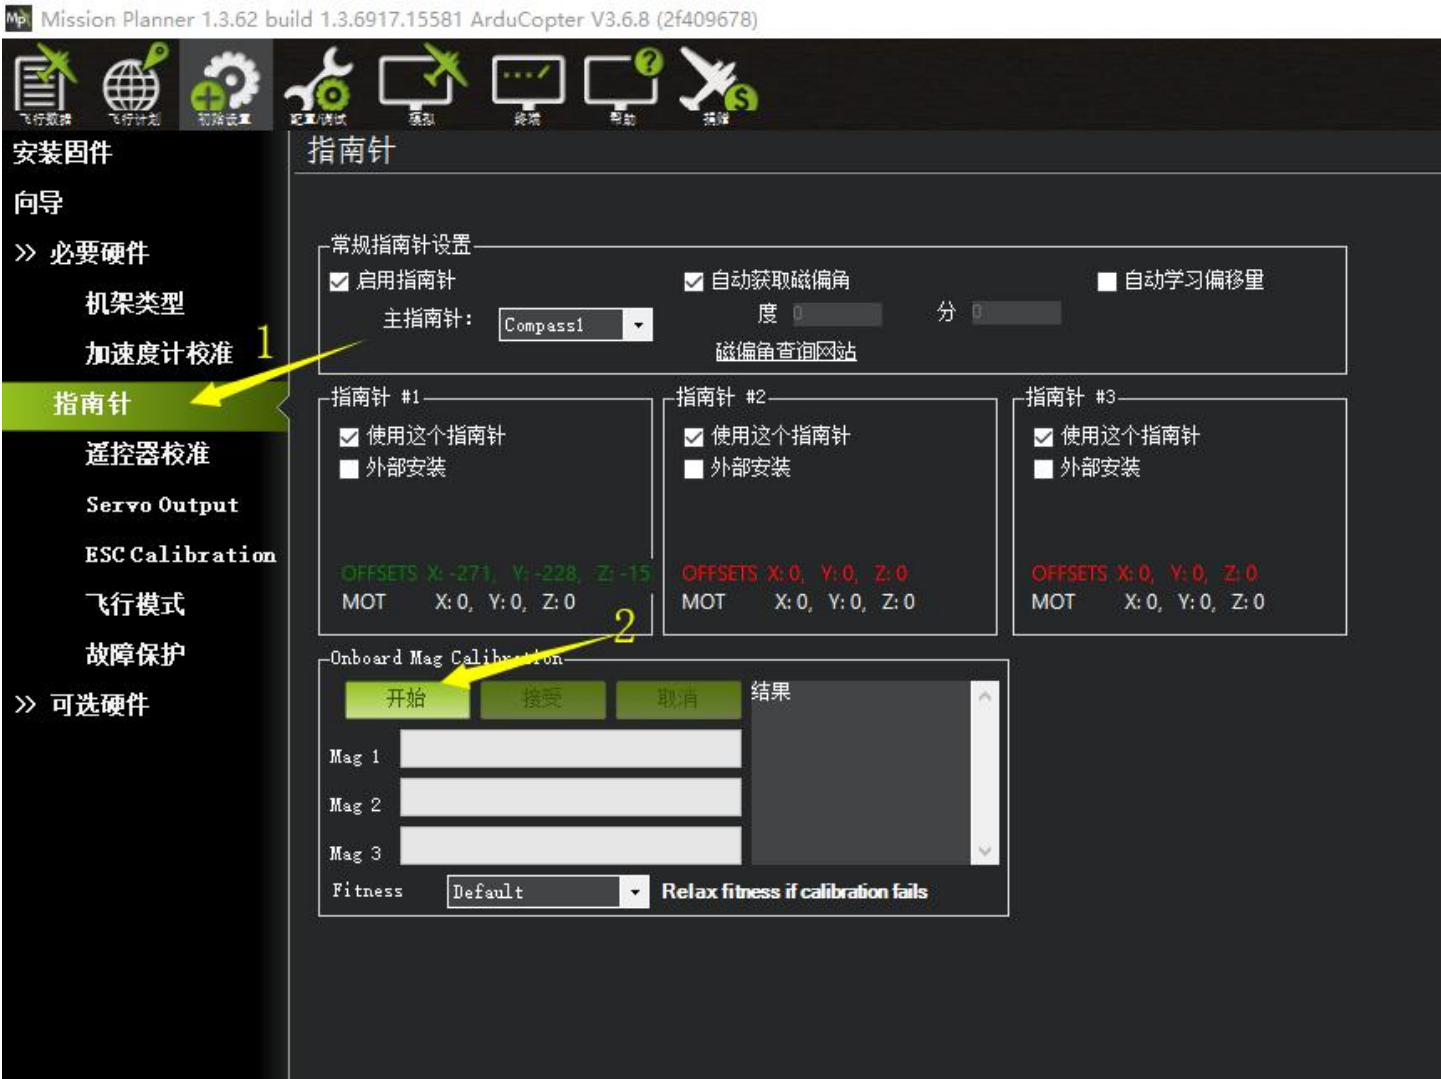 Mission Planner 1.3.62 build 1.3.6917.15581 ArduCopter V3.6.8 (2f409678)
飞行数据 飞行计划 初始设置 配置/调试 模拟 终端 帮助 捐赠
安装固件
指南针
向导
>> 必要硬件
机架类型
加速度计校准
1
指南针
遥控器校准
Servo Output
ESC Calibration
飞行模式
故障保护
>> 可选硬件
常规指南针设置
启用指南针 自动获取磁偏角 自动学习偏移量
主指南针: Compass1 度 0 分 0
磁偏角查询网站
指南针 #1 指南针 #2 指南针 #3
使用这个指南针 使用这个指南针 使用这个指南针
外部安装 外部安装 外部安装
OFFSETS X: -271, Y: -228, Z: -15 OFFSETS X: 0, Y: 0, Z: 0 OFFSETS X: 0, Y: 0, Z: 0
MOT X: 0, Y: 0, Z: 0 MOT X: 0, Y: 0, Z: 0 MOT X: 0, Y: 0, Z: 0
2
Onboard Mag Calibration
开始 接受 取消 结果
Mag 1
Mag 2
Mag 3
Fitness Default Relax fitness if calibration fails